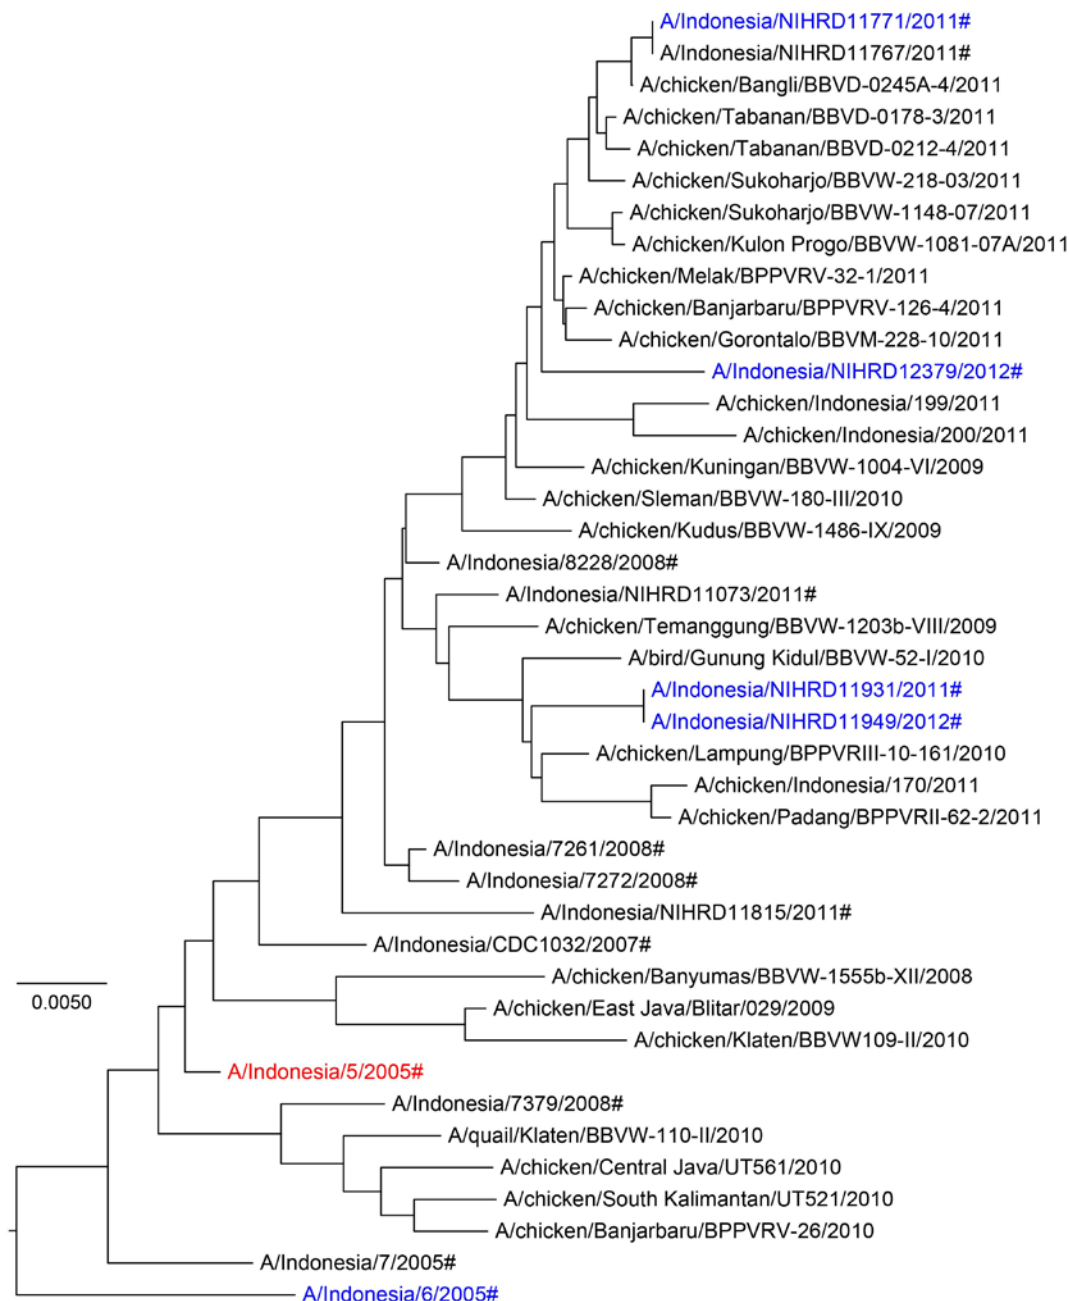 A/Indonesia/NIHRD11771/2011#
A/Indonesia/NIHRD11767/2011#
A/chicken/Bangli/BBVD-0245A-4/2011
A/chicken/Tabanan/BBVD-0178-3/2011
A/chicken/Tabanan/BBVD-0212-4/2011
A/chicken/Sukoharjo/BBVW-218-03/2011
A/chicken/Sukoharjo/BBVW-1148-07/2011
A/chicken/Kulon Progo/BBVW-1081-07A/2011
A/chicken/Melak/BPPVRV-32-1/2011
A/chicken/Banjarbaru/BPPVRV-126-4/2011
A/chicken/Gorontalo/BBVM-228-10/2011
A/Indonesia/NIHRD12379/2012#
A/chicken/Indonesia/199/2011
A/chicken/Indonesia/200/2011
A/chicken/Kuningan/BBVW-1004-VI/2009
A/chicken/Sleman/BBVW-180-III/2010
A/chicken/Kudus/BBVW-1486-IX/2009
A/Indonesia/8228/2008#
A/Indonesia/NIHRD11073/2011#
A/chicken/Temanggung/BBVW-1203b-VIII/2009
A/bird/Gunung Kidul/BBVW-52-I/2010
A/Indonesia/NIHRD11931/2011#
A/Indonesia/NIHRD11949/2012#
A/chicken/Lampung/BPPVRIII-10-161/2010
A/chicken/Indonesia/170/2011
A/chicken/Padang/BPPVRII-62-2/2011
A/Indonesia/7261/2008#
A/Indonesia/7272/2008#
A/Indonesia/NIHRD11815/2011#
A/Indonesia/CDC1032/2007#
A/chicken/Banyumas/BBVW-1555b-XII/2008
0.0050
A/chicken/East Java/Blitar/029/2009
A/chicken/Klaten/BBVW109-II/2010
A/Indonesia/5/2005#
A/Indonesia/7379/2008#
A/quail/Klaten/BBVW-110-II/2010
A/chicken/Central Java/UT561/2010
A/chicken/South Kalimantan/UT521/2010
A/chicken/Banjarbaru/BPPVRV-26/2010
A/Indonesia/7/2005#
A/Indonesia/6/2005#